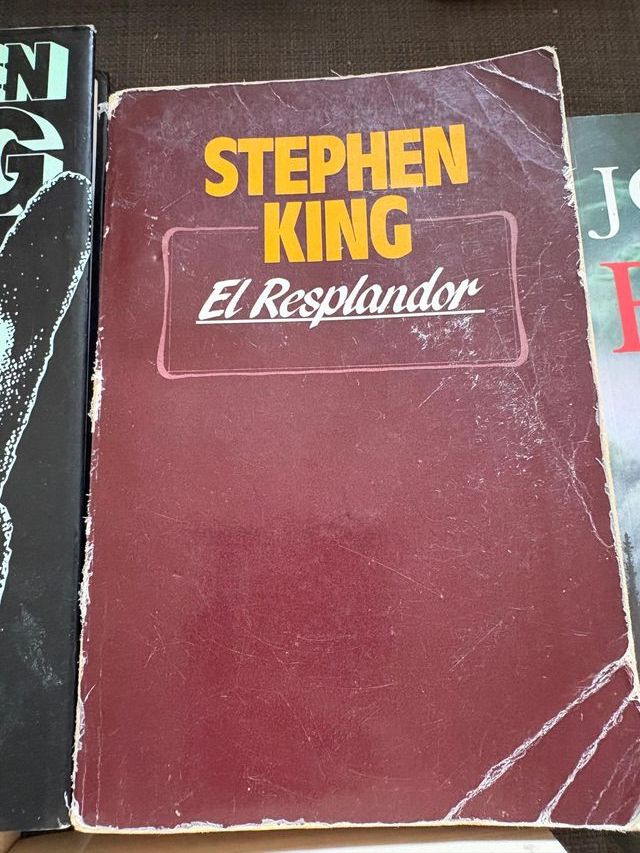 STEPHEN
KING
El Resplandor